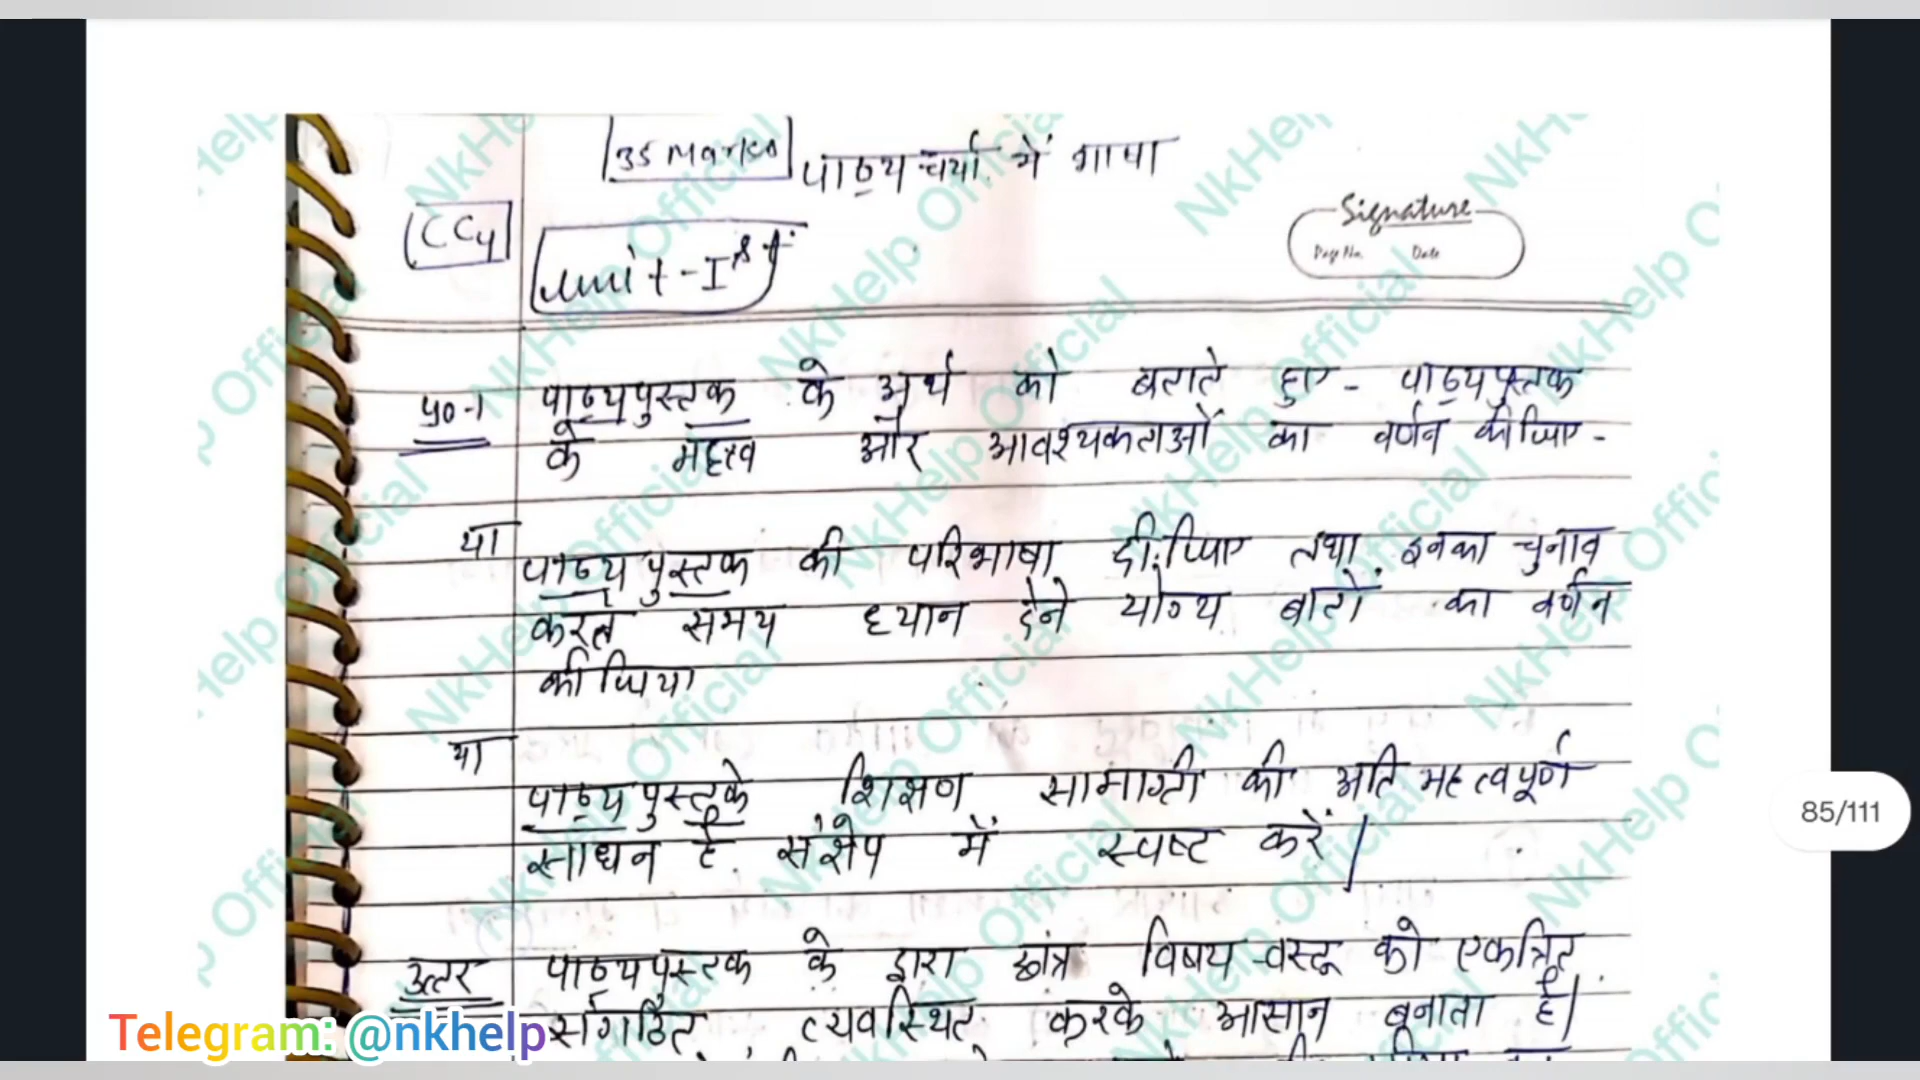 35 Marks
पाठ्यचर्या में भाषा
CC4
Unit-Ist
Signature
Page No. Date
प्र०-1 पाठ्यपुस्तक के अर्थ को बताते हुए- पाठ्यपुस्तक
के महत्व और आवश्यकताओं का वर्णन कीजिए-
या
पाठ्यपुस्तक की परिभाषा दीजिए तथा इनका चुनाव
करते समय ध्यान देने योग्य बातों का वर्णन
कीजिया
या
पाठ्यपुस्तके शिक्षण सामाग्री की अति महत्वपूर्ण
साधन है. संक्षेप में स्पष्ट करें|
उत्तर पाठ्यपुस्तक के द्वारा छात्र विषय-वस्तू को एकत्रित
संगठित व्यवस्थित करके आसान बनाता है|
Telegram: @nkhelp
85/111
NkHelp Official